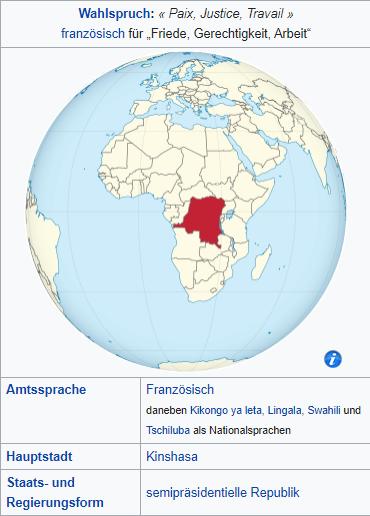 Wahlspruch: « Paix, Justice, Travail »
französisch für „Friede, Gerechtigkeit, Arbeit“
i
Amtssprache Französisch
daneben Kikongo ya leta, Lingala, Swahili und
Tschiluba als Nationalsprachen
Hauptstadt Kinshasa
Staats- und
Regierungsform semipräsidentielle Republik